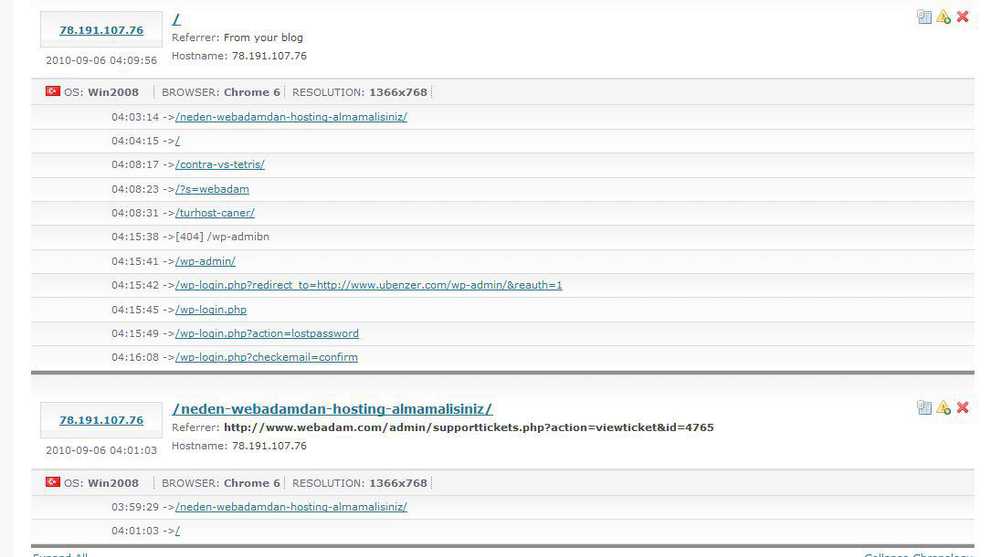 78.191.107.76
/
Referrer: From your blog
2010-09-06 04:09:56
Hostname: 78.191.107.76
OS: Win2008 BROWSER: Chrome 6 RESOLUTION: 1366x768
04:03:14 ->/neden-webadamdan-hosting-almamalisiniz/
04:04:15 ->/
04:08:17 ->/contra-vs-tetris/
04:08:23 ->/?s=webadam
04:08:31 ->/turhost-caner/
04:15:38 ->[404] /wp-admibn
04:15:41 ->/wp-admin/
04:15:42 ->/wp-login.php?redirect_to=http://www.ubenzer.com/wp-admin/&reauth=1
04:15:45 ->/wp-login.php
04:15:49 ->/wp-login.php?action=lostpassword
04:16:08 ->/wp-login.php?checkemail=confirm
78.191.107.76
/neden-webadamdan-hosting-almamalisiniz/
Referrer: http://www.webadam.com/admin/supporttickets.php?action=viewticket&id=4765
2010-09-06 04:01:03
Hostname: 78.191.107.76
OS: Win2008 BROWSER: Chrome 6 RESOLUTION: 1366x768
03:59:29 ->/neden-webadamdan-hosting-almamalisiniz/
04:01:03 ->/
Expand All Collapse Chronology